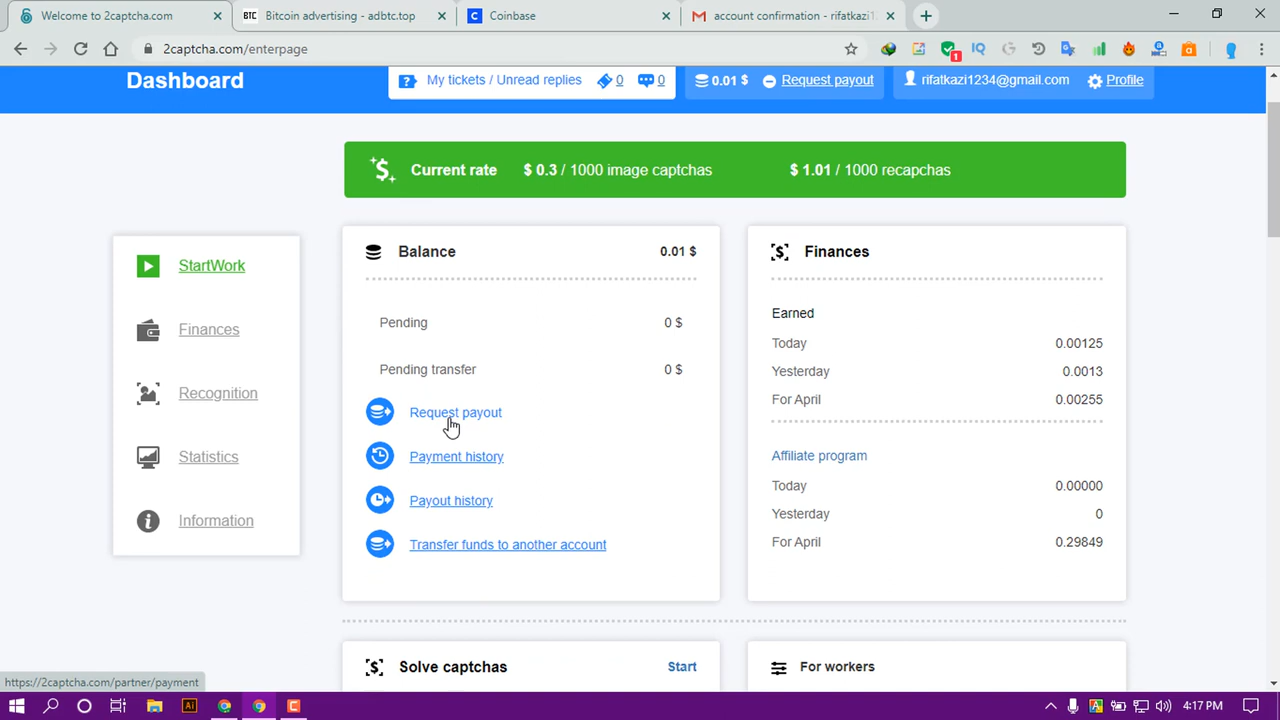 Welcome to 2captcha.com
BTC Bitcoin advertising - adbtc.top
C Coinbase
account confirmation - rifatkazi1
2captcha.com/enterpage
1
Dashboard
My tickets / Unread replies 0 0
0.01 $ Request payout
rifatkazi1234@gmail.com Profile
Current rate $ 0.3 / 1000 image captchas $ 1.01 / 1000 recapchas
StartWork
Finances
Recognition
Statistics
Information
Balance 0.01 $
Pending 0 $
Pending transfer 0 $
Request payout
Payment history
Payout history
Transfer funds to another account
Finances
Earned
Today 0.00125
Yesterday 0.0013
For April 0.00255
Affiliate program
Today 0.00000
Yesterday 0
For April 0.29849
Solve captchas Start
For workers
https://2captcha.com/partner/payment
4:17 PM